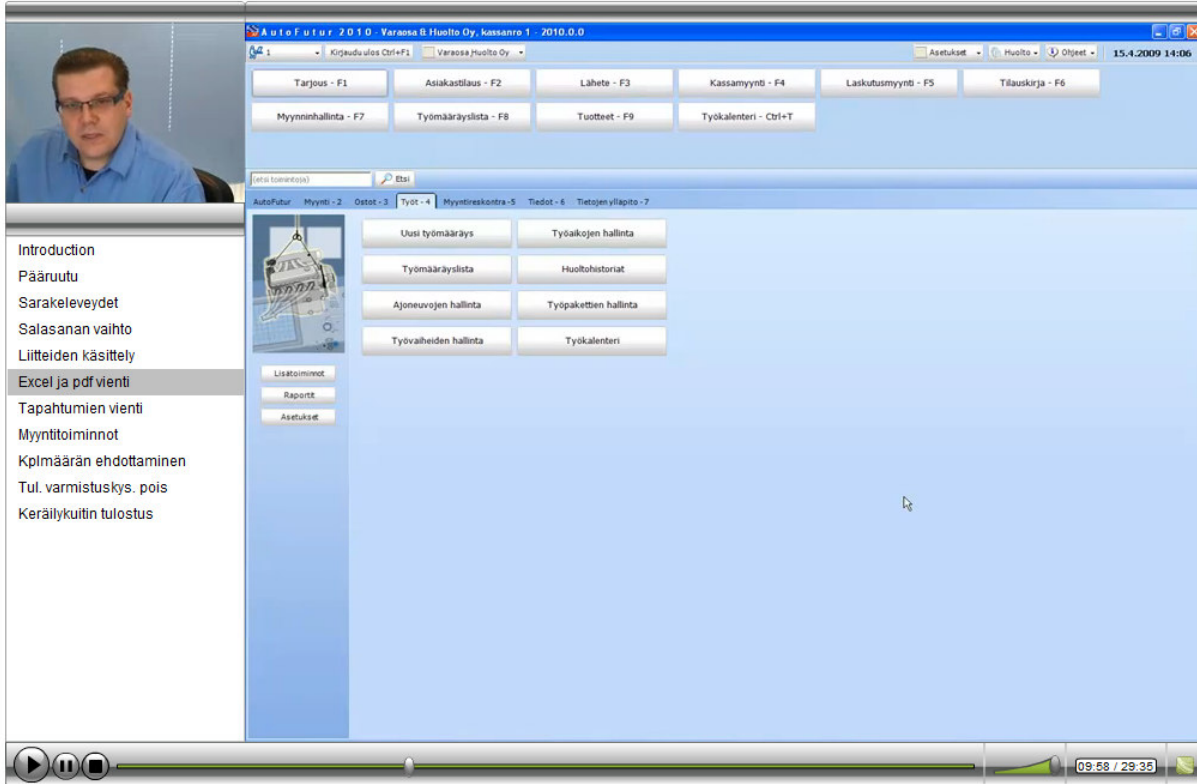 AutoFutur 2010 - Varaosa & Huolto Oy, kassanro 1 - 2010.0.0
1 Kirjaudu ulos Ctrl+F1 Varaosa Huolto Oy Asetukset Huolto Ohjeet 15.4.2009 14:06
Tarjous - F1 Asiakastilaus - F2 Lähete - F3 Kassamyynti - F4 Laskutusmyynti - F5 Tilauskirja - F6
Myynninhallinta - F7 Työmääräyslista - F8 Tuotteet - F9 Työkalenteri - Ctrl+T
(etsi toimintoja) Etsi
AutoFutur Myynti - 2 Ostot - 3 Työt - 4 Myyntireskontra -5 Tiedot - 6 Tietojen ylläpito - 7
Uusi työmääräys Työaikojen hallinta
Työmääräyslista Huoltohistoriat
Ajoneuvojen hallinta Työpakettien hallinta
Työvaiheiden hallinta Työkalenteri
Lisätoiminnot
Raportit
Asetukset
Introduction
Pääruutu
Sarakeleveydet
Salasanan vaihto
Liitteiden käsittely
Excel ja pdf vienti
Tapahtumien vienti
Myyntitoiminnot
Kplmäärän ehdottaminen
Tul. varmistuskys. pois
Keräilykuitin tulostus
09:58 / 29:35